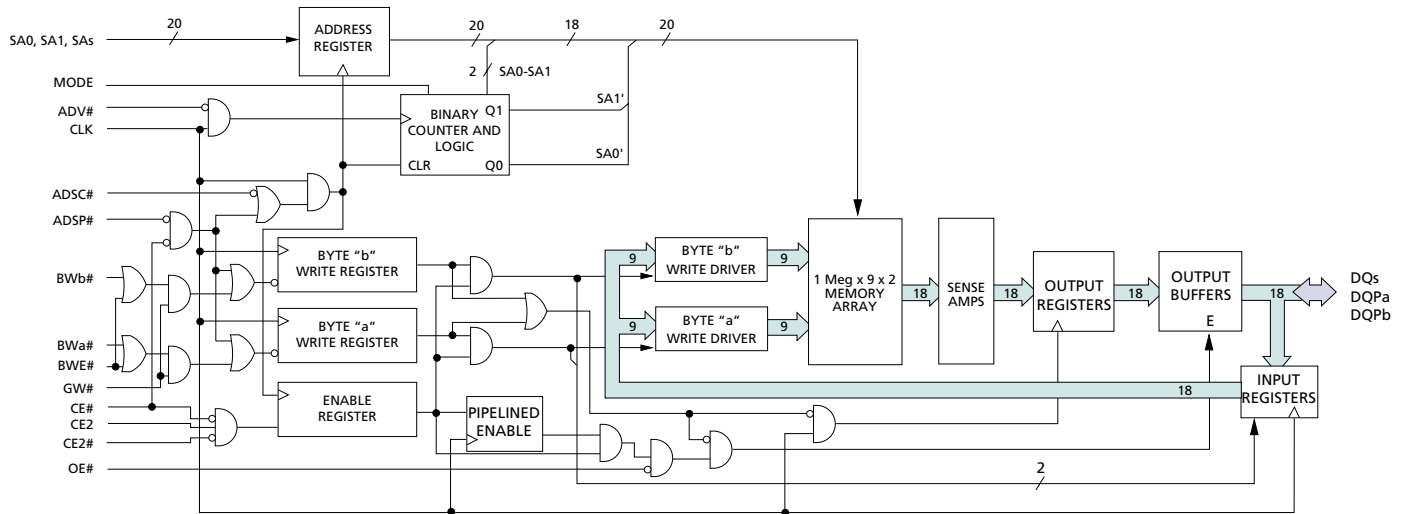 20
SA0, SA1, SAs
ADDRESS
REGISTER
20
18
20
2
SA0-SA1
MODE
ADV#
CLK
BINARY
COUNTER AND
LOGIC
Q1
CLR
Q0
SA1'
SA0'
ADSC#
ADSP#
BYTE “b”
WRITE REGISTER
BWb#
BYTE “a”
WRITE REGISTER
BWa#
BWE#
GW#
CE#
CE2
CE2#
OE#
ENABLE
REGISTER
PIPELINED
ENABLE
9
BYTE “b”
WRITE DRIVER
9
9
BYTE “a”
WRITE DRIVER
9
1 Meg x 9 x 2
MEMORY
ARRAY
18
SENSE
AMPS
18
OUTPUT
REGISTERS
18
OUTPUT
BUFFERS
E
18
DQs
DQPa
DQPb
18
INPUT
REGISTERS
2